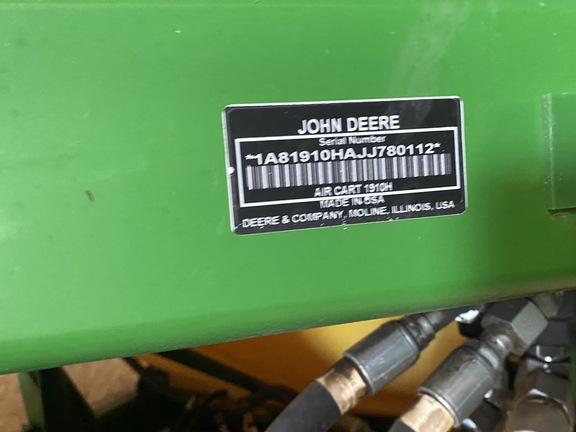 JOHN DEERE
Serial Number
*1A81910HAJJ780112*
AIR CART 1910H
MADE IN USA
DEERE & COMPANY, MOLINE, ILLINOIS, USA